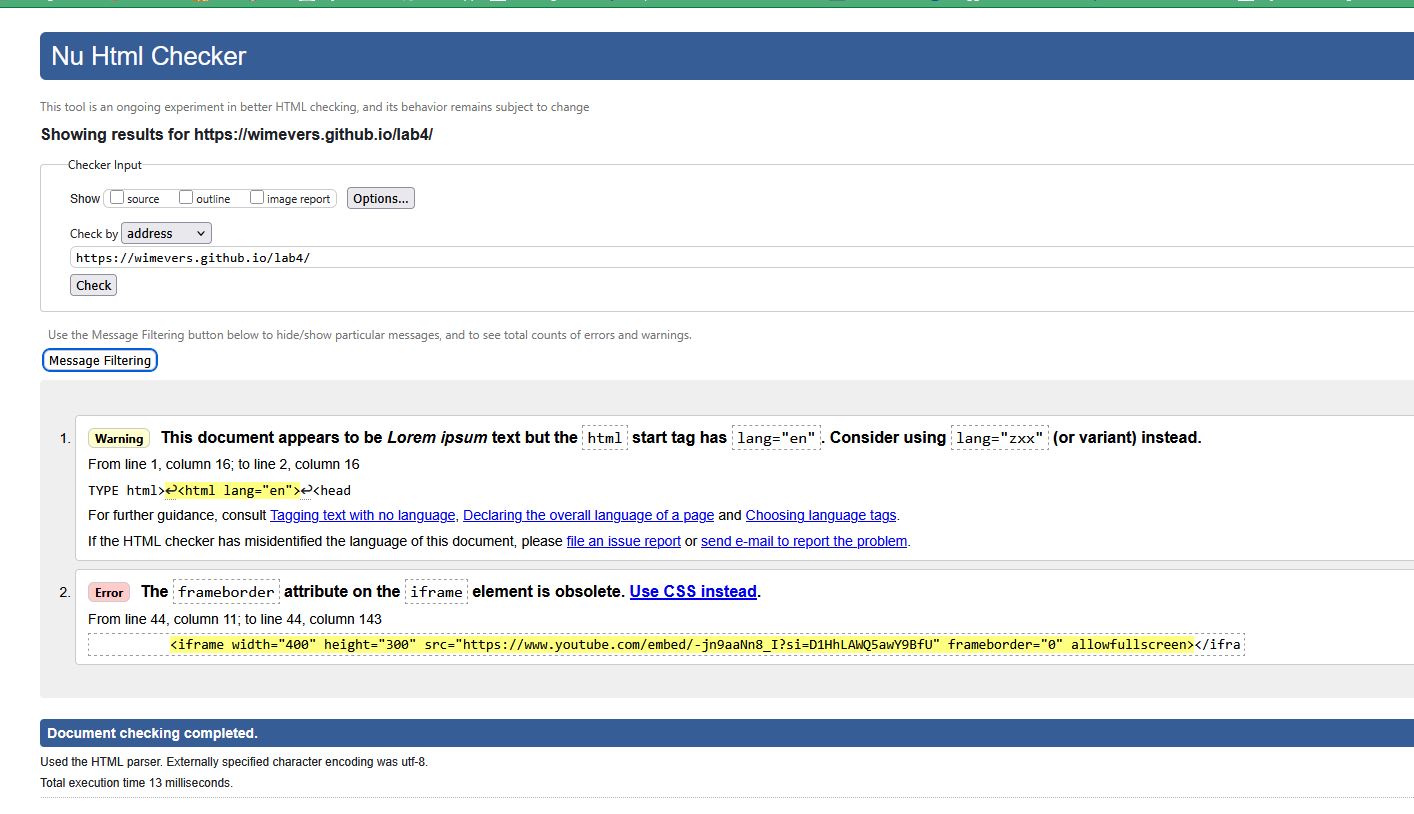 Nu Html Checker
This tool is an ongoing experiment in better HTML checking, and its behavior remains subject to change
Showing results for https://wimevers.github.io/lab4/
Checker Input
Show source outline image report Options...
Check by address
https://wimevers.github.io/lab4/
Check
Use the Message Filtering button below to hide/show particular messages, and to see total counts of errors and warnings.
Message Filtering
1. Warning This document appears to be Lorem ipsum text but the html start tag has lang="en". Consider using lang="zxx" (or variant) instead.
From line 1, column 16; to line 2, column 16
TYPE html>↩<html lang="en">↩<head
For further guidance, consult Tagging text with no language, Declaring the overall language of a page and Choosing language tags.
If the HTML checker has misidentified the language of this document, please file an issue report or send e-mail to report the problem.
2. Error The frameborder attribute on the iframe element is obsolete. Use CSS instead.
From line 44, column 11; to line 44, column 143
<iframe width="400" height="300" src="https://www.youtube.com/embed/-jn9aaNn8_I?si=D1HhLAWQ5awY9BfU" frameborder="0" allowfullscreen></ifra
Document checking completed.
Used the HTML parser. Externally specified character encoding was utf-8.
Total execution time 13 milliseconds.